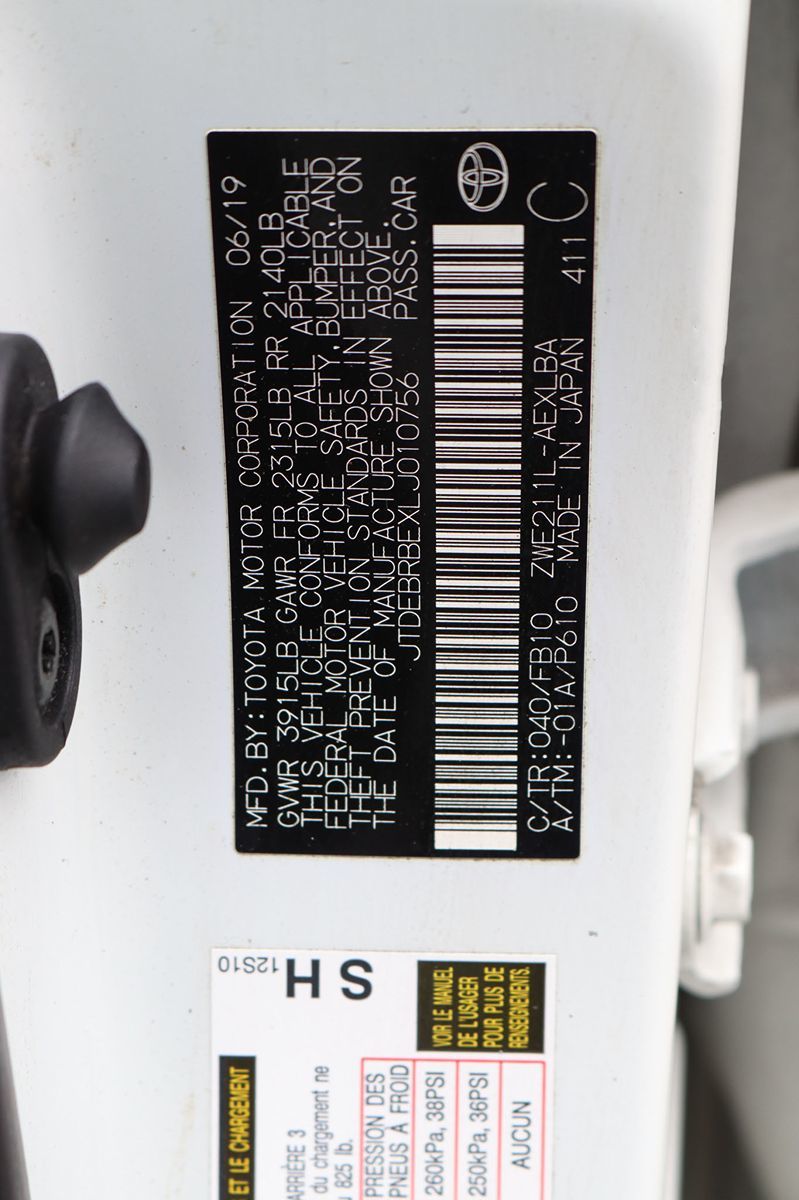 MFD. BY: TOYOTA MOTOR CORPORATION 06/19
GVWR 3915LB GAWR FR 2315LB RR 2140LB
THIS VEHICLE CONFORMS TO ALL APPLICABLE
FEDERAL MOTOR VEHICLE SAFETY, BUMPER, AND
THEFT PREVENTION STANDARDS IN EFFECT ON
THE DATE OF MANUFACTURE SHOWN ABOVE.
JTDEBRBEXLJ010756 PASS.CAR
C/TR:040/FB10 ZWE211L-AEXLBA
A/TM:-01A/P610 MADE IN JAPAN 411 C
12S10
SH
ET LE CHARGEMENT
ARRIÈRE 3
du chargement ne
825 lb.
PRESSION DES
PNEUS À FROID
260kPa, 38PSI
250kPa, 36PSI
AUCUN
VOIR LE MANUEL
DE L'USAGER
POUR PLUS DE
RENSEIGNEMENTS.